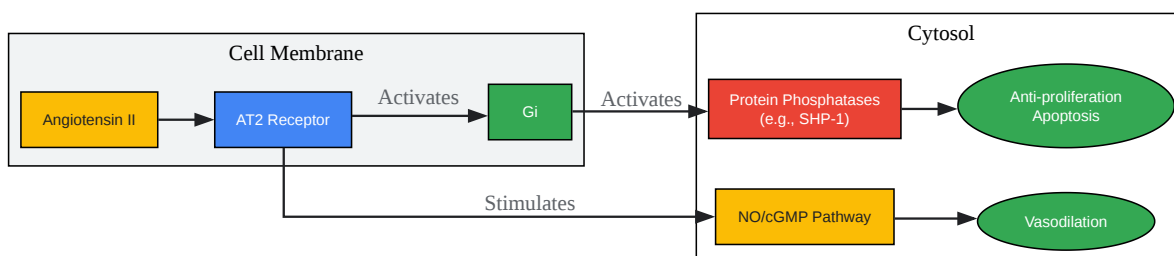 Cell Membrane
Cytosol
Angiotensin II
AT2 Receptor
Activates
Gi
Activates
Protein Phosphatases
(e.g., SHP-1)
Anti-proliferation
Apoptosis
Stimulates
NO/cGMP Pathway
Vasodilation